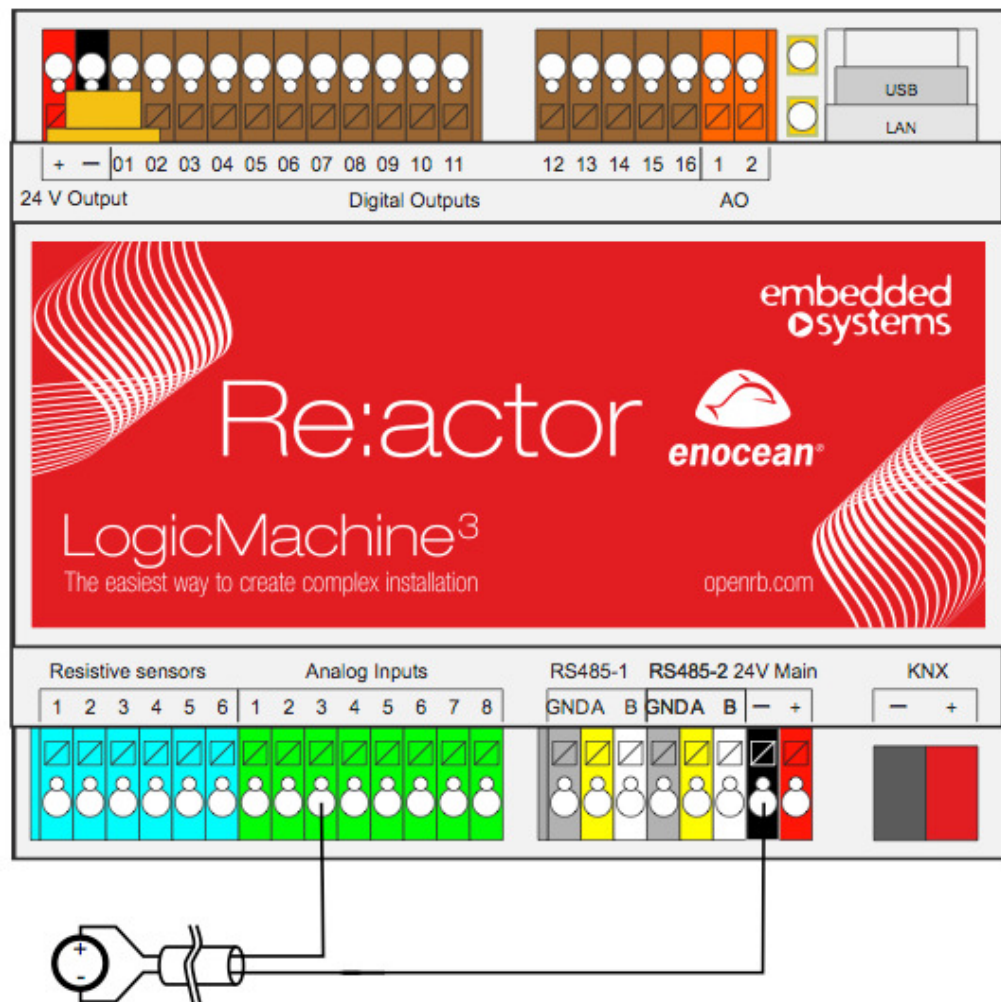 USB
LAN
+ — 01 02 03 04 05 06 07 08 09 10 11 12 13 14 15 16 1 2
24 V Output Digital Outputs AO
embedded
systems
Re:actor
enocean®
LogicMachine³
The easiest way to create complex installation openrb.com
Resistive sensors Analog Inputs RS485-1 RS485-2 24V Main KNX
1 2 3 4 5 6 1 2 3 4 5 6 7 8 GND A B GND A B — + — +
+
-